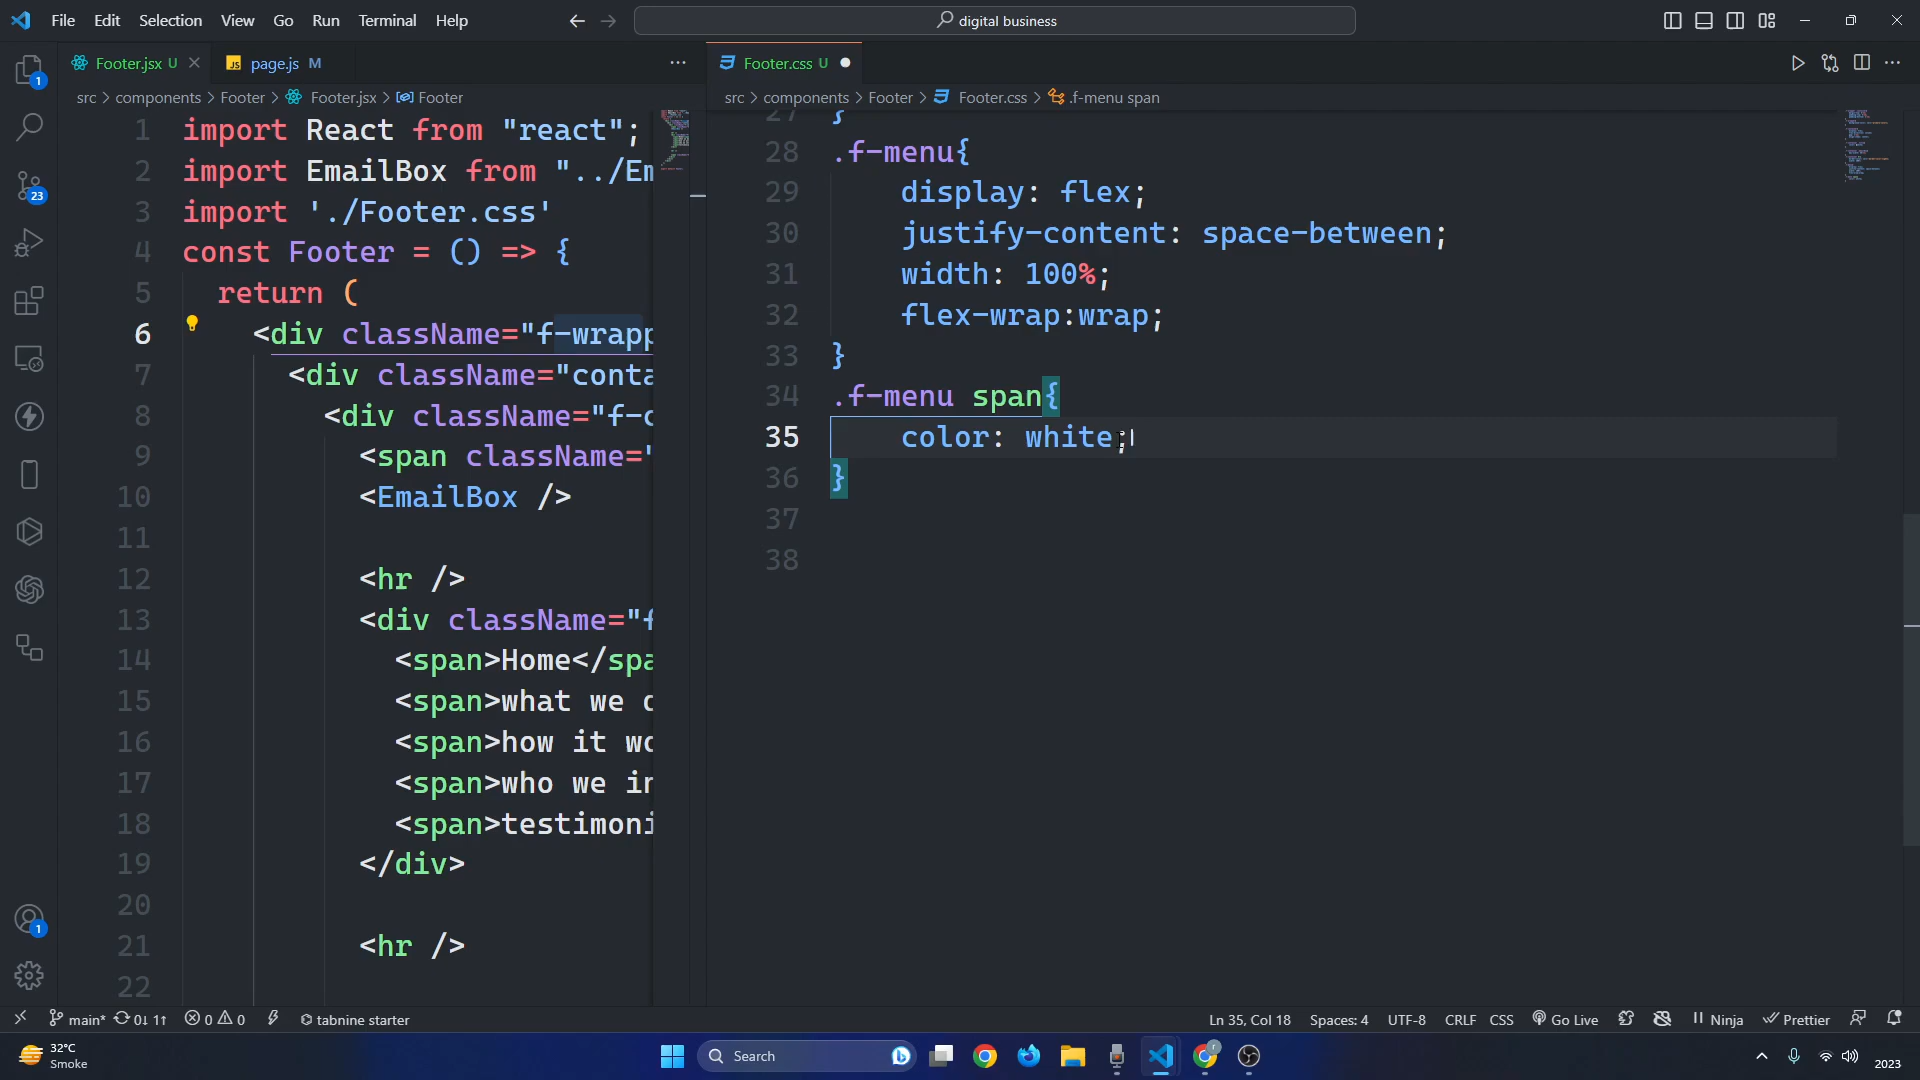 File Edit Selection View Go Run Terminal Help
digital business
Footer.jsx U
page.js M
Footer.css U
src > components > Footer > Footer.jsx > Footer
src > components > Footer > Footer.css > .f-menu span
1 import React from "react";
2 import EmailBox from "../Em
3 import './Footer.css'
4 const Footer = () => {
5 return (
6 <div className="f-wrapp
7 <div className="conta
8 <div className="f-c
9 <span className="
10 <EmailBox />
11
12 <hr />
13 <div className="f
14 <span>Home</spa
15 <span>what we d
16 <span>how it wo
17 <span>who we in
18 <span>testimoni
19 </div>
20
21 <hr />
22
27 }
28 .f-menu{
29 display: flex;
30 justify-content: space-between;
31 width: 100%;
32 flex-wrap:wrap;
33 }
34 .f-menu span{
35 color: white;
36 }
37
38
1
23
1
main* 0↓ 1↑ 0 0 tabnine starter
Ln 35, Col 18 Spaces: 4 UTF-8 CRLF CSS Go Live Ninja Prettier
32°C
Smoke
Search
2023